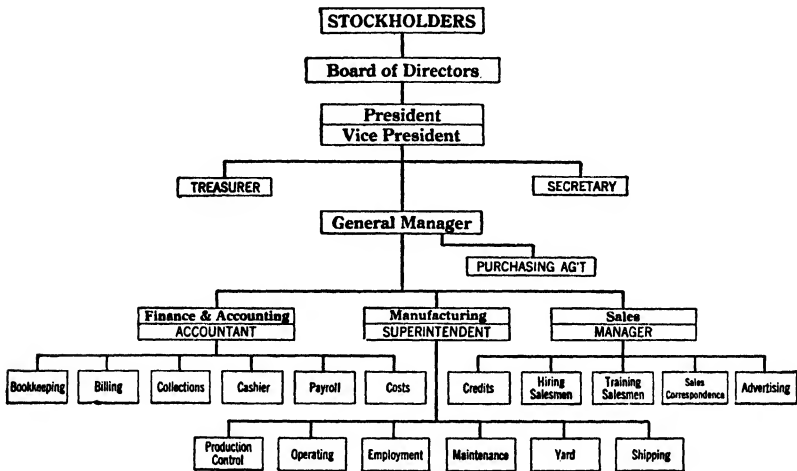 STOCKHOLDERS
Board of Directors.
President
Vice President
TREASURER
SECRETARY
General Manager
PURCHASING AG'T
Finance & Accounting
ACCOUNTANT
Manufacturing
SUPERINTENDENT
Sales
MANAGER
Bookkeeping
Billing
Collections
Cashier
Payroll
Costs
Credits
Hiring
Salesmen
Training
Salesmen
Sales
Correspondence
Advertising
Production
Control
Operating
Employment
Maintenance
Yard
Shipping